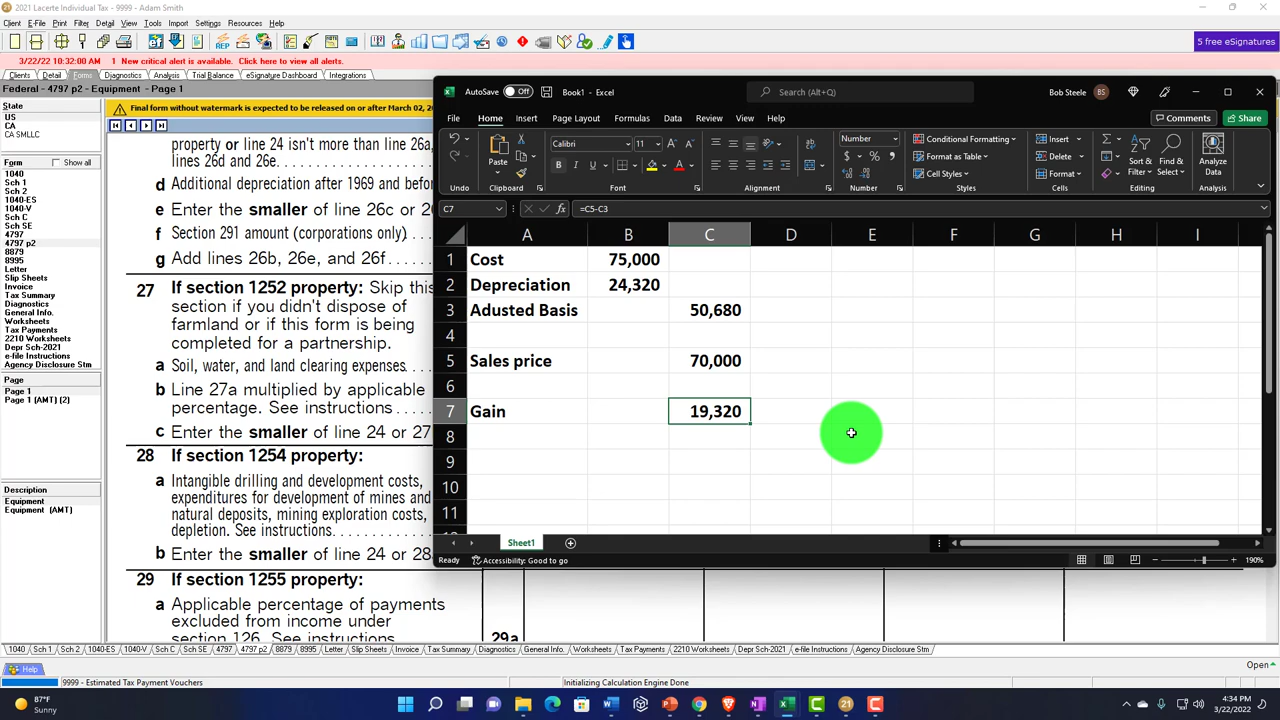 2021 Lacerte Individual Tax - 9999 - Adam Smith
Client E-File Print Filter Detail View Tools Import Settings Resources Help
REP
5 free eSignatures
3/22/22 10:32:00 AM 1 New critical alert is available. Click here to view all alerts.
Clients Detail Forms Diagnostics Analysis Trial Balance eSignature Dashboard Integrations
Federal - 4797 p2 - Equipment - Page 1
State
US
CA
CA SMLLC
Form Show all
1040
Sch 1
Sch 2
1040-ES
1040-V
Sch C
Sch SE
4797
4797 p2
8879
8995
Letter
Slip Sheets
Invoice
Tax Summary
Diagnostics
General Info.
Worksheets
Tax Payments
2210 Worksheets
Depr Sch-2021
e-file Instructions
Agency Disclosure Stm
Page
Page 1
Page 1 (AMT) (2)
Description
Equipment
Equipment (AMT)
Final form without watermark is expected to be released on or after March 02, 20
property or line 24 isn't more than line 26a,
lines 26d and 26e
d Additional depreciation after 1969 and befor
e Enter the smaller of line 26c or 26
f Section 291 amount (corporations only)
g Add lines 26b, 26e, and 26f
27 If section 1252 property: Skip this
section if you didn't dispose of
farmland or if this form is being
completed for a partnership.
a Soil, water, and land clearing expenses
b Line 27a multiplied by applicable
percentage. See instructions
c Enter the smaller of line 24 or 27
28 If section 1254 property:
a Intangible drilling and development costs,
expenditures for development of mines and
natural deposits, mining exploration costs,
depletion. See instructions
b Enter the smaller of line 24 or 28
29 If section 1255 property:
a Applicable percentage of payments
excluded from income under
section 126. See instructions
29a
AutoSave Off Book1 - Excel Search (Alt+Q) Bob Steele BS
File Home Insert Page Layout Formulas Data Review View Help Comments Share
Paste
Calibri 11
Number
Conditional Formatting
Format as Table
Cell Styles
Insert
Delete
Format
Sort & Filter
Find & Select
Analyze Data
Undo Clipboard Font Alignment Number Styles Cells Editing Analysis
C7 fx =C5-C3
A B C D E F G H I
1 Cost 75,000
2 Depreciation 24,320
3 Adusted Basis 50,680
4
5 Sales price 70,000
6
7 Gain 19,320
8
9
10
11
Sheet1
Ready Accessibility: Good to go 190%
1040 Sch 1 Sch 2 1040-ES 1040-V Sch C Sch SE 4797 4797 p2 8879 8995 Letter Slip Sheets Invoice Tax Summary Diagnostics General Info. Worksheets Tax Payments 2210 Worksheets Depr Sch-2021 e-file Instructions Agency Disclosure Stm
Help
Open
9999 - Estimated Tax Payment Vouchers Initializing Calculation Engine Done
87°F
Sunny
4:34 PM
3/22/2022